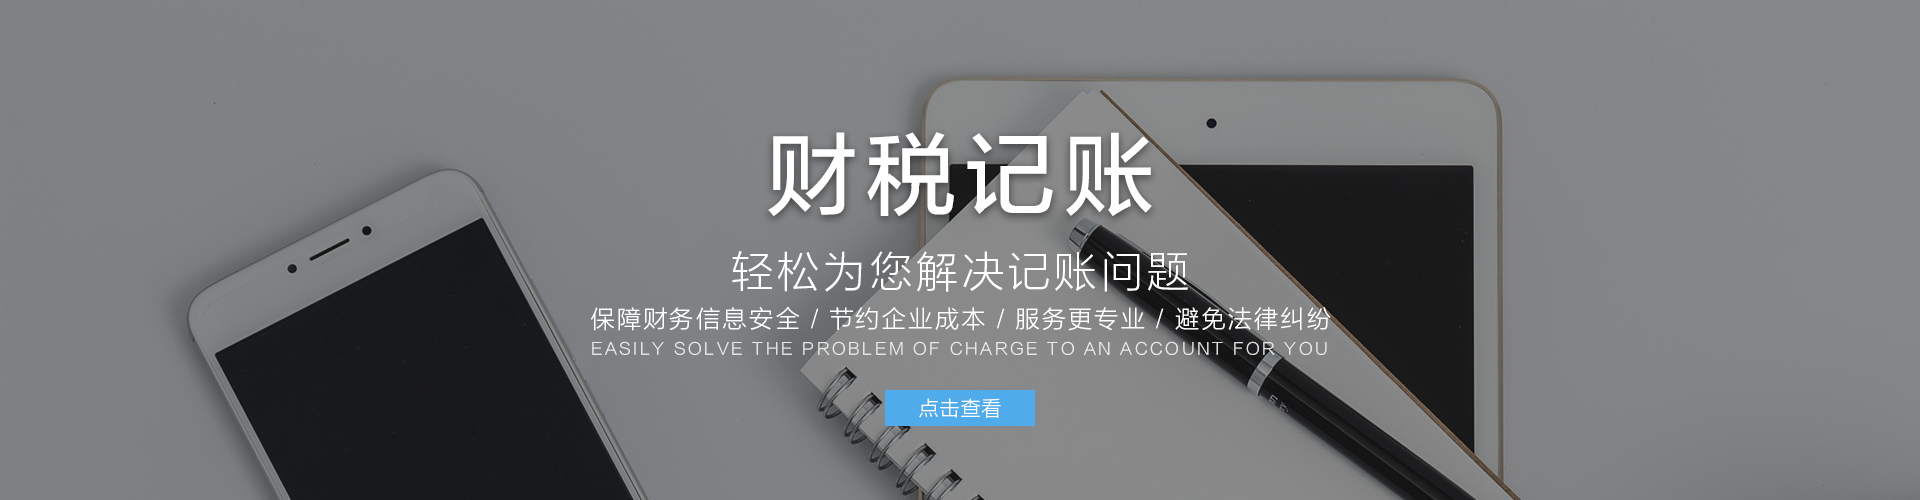 财税记账
轻松为您解决记账问题
保障财务信息安全 / 节约企业成本 / 服务更专业 / 避免法律纠纷
EASILY SOLVE THE PROBLEM OF CHARGE TO AN ACCOUNT FOR YOU
点击查看